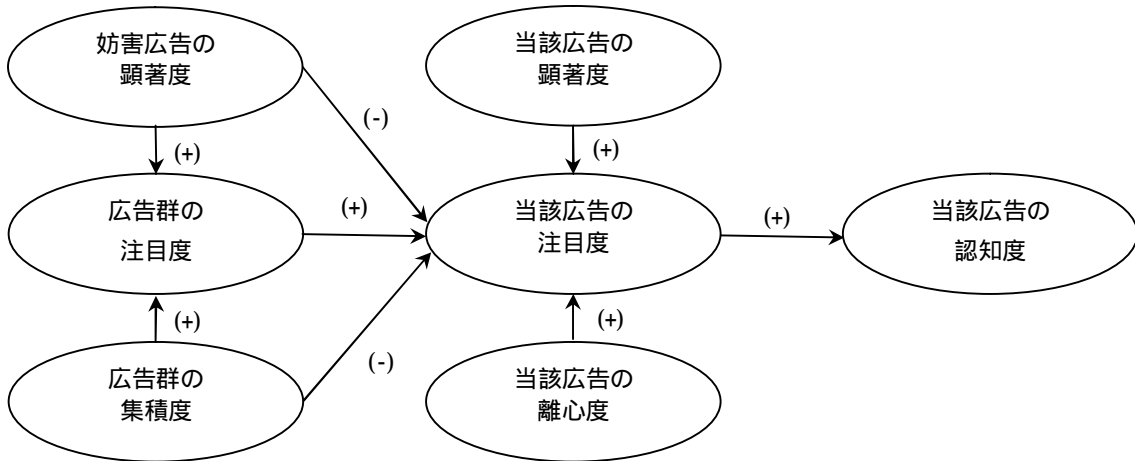 妨害広告の
顕著度
当該広告の
顕著度
(-)
(+)
(+)
広告群の
注目度
(+)
当該広告の
注目度
(+)
当該広告の
認知度
(+)
(+)
(-)
広告群の
集積度
当該広告の
離心度